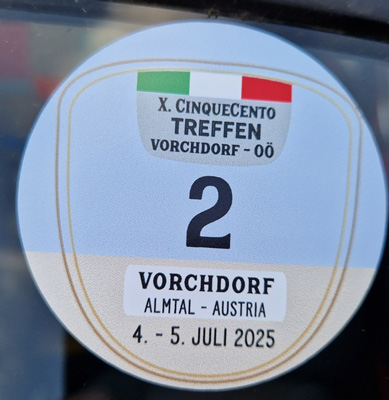 X. CINQUECENTO
TREFFEN
VORCHDORF - OÖ
2
VORCHDORF
ALMTAL - AUSTRIA
4. - 5. JULI 2025